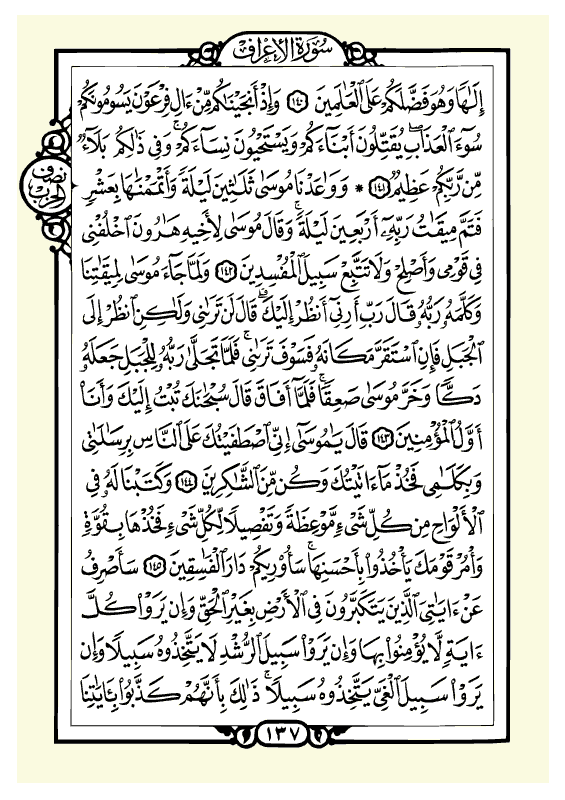 سورة الأعراف
إِلَٰهًا وَهُوَ فَضَّلَكُمْ عَلَى ٱلْعَٰلَمِينَ ١٤٠ وَإِذْ أَنجَيْنَٰكُم مِّنْ ءَالِ فِرْعَوْنَ يَسُومُونَكُمْ
سُوٓءَ ٱلْعَذَابِ ۖ يُقَتِّلُونَ أَبْنَآءَكُمْ وَيَسْتَحْيُونَ نِسَآءَكُمْ ۚ وَفِى ذَٰلِكُم بَلَآءٌ
نصف
الحزب
مِّن رَّبِّكُمْ عَظِيمٌ ١٤١ * وَوَٰعَدْنَا مُوسَىٰ ثَلَٰثِينَ لَيْلَةً وَأَتْمَمْنَٰهَا بِعَشْرٍ
فَتَمَّ مِيقَٰتُ رَبِّهِۦٓ أَرْبَعِينَ لَيْلَةً ۚ وَقَالَ مُوسَىٰ لِأَخِيهِ هَٰرُونَ ٱخْلُفْنِى
فِى قَوْمِى وَأَصْلِحْ وَلَا تَتَّبِعْ سَبِيلَ ٱلْمُفْسِدِينَ ١٤٢ وَلَمَّا جَآءَ مُوسَىٰ لِمِيقَٰتِنَا
وَكَلَّمَهُۥ رَبُّهُۥ قَالَ رَبِّ أَرِنِىٓ أَنظُرْ إِلَيْكَ ۚ قَالَ لَن تَرَىٰنِى وَلَٰكِنِ ٱنظُرْ إِلَى
ٱلْجَبَلِ فَإِنِ ٱسْتَقَرَّ مَكَانَهُۥ فَسَوْفَ تَرَىٰنِى ۚ فَلَمَّا تَجَلَّىٰ رَبُّهُۥ لِلْجَبَلِ جَعَلَهُۥ
دَكًّا وَخَرَّ مُوسَىٰ صَعِقًا ۚ فَلَمَّآ أَفَاقَ قَالَ سُبْحَٰنَكَ تُبْتُ إِلَيْكَ وَأَنَا۠
أَوَّلُ ٱلْمُؤْمِنِينَ ١٤٣ قَالَ يَٰمُوسَىٰٓ إِنِّى ٱصْطَفَيْتُكَ عَلَى ٱلنَّاسِ بِرِسَٰلَٰتِى
وَبِكَلَٰمِى فَخُذْ مَآ ءَاتَيْتُكَ وَكُن مِّنَ ٱلشَّٰكِرِينَ ١٤٤ وَكَتَبْنَا لَهُۥ فِى
ٱلْأَلْوَاحِ مِن كُلِّ شَىْءٍ مَّوْعِظَةً وَتَفْصِيلًا لِّكُلِّ شَىْءٍ فَخُذْهَا بِقُوَّةٍ
وَأْمُرْ قَوْمَكَ يَأْخُذُوا۟ بِأَحْسَنِهَا ۚ سَأُو۟رِيكُمْ دَارَ ٱلْفَٰسِقِينَ ١٤٥ سَأَصْرِفُ
عَنْ ءَايَٰتِىَ ٱلَّذِينَ يَتَكَبَّرُونَ فِى ٱلْأَرْضِ بِغَيْرِ ٱلْحَقِّ وَإِن يَرَوْا۟ كُلَّ
ءَايَةٍ لَّا يُؤْمِنُوا۟ بِهَا وَإِن يَرَوْا۟ سَبِيلَ ٱلرُّشْدِ لَا يَتَّخِذُوهُ سَبِيلًا وَإِن
يَرَوْا۟ سَبِيلَ ٱلْغَىِّ يَتَّخِذُوهُ سَبِيلًا ۚ ذَٰلِكَ بِأَنَّهُمْ كَذَّبُوا۟ بِـَٔايَٰتِنَا
١٣٧